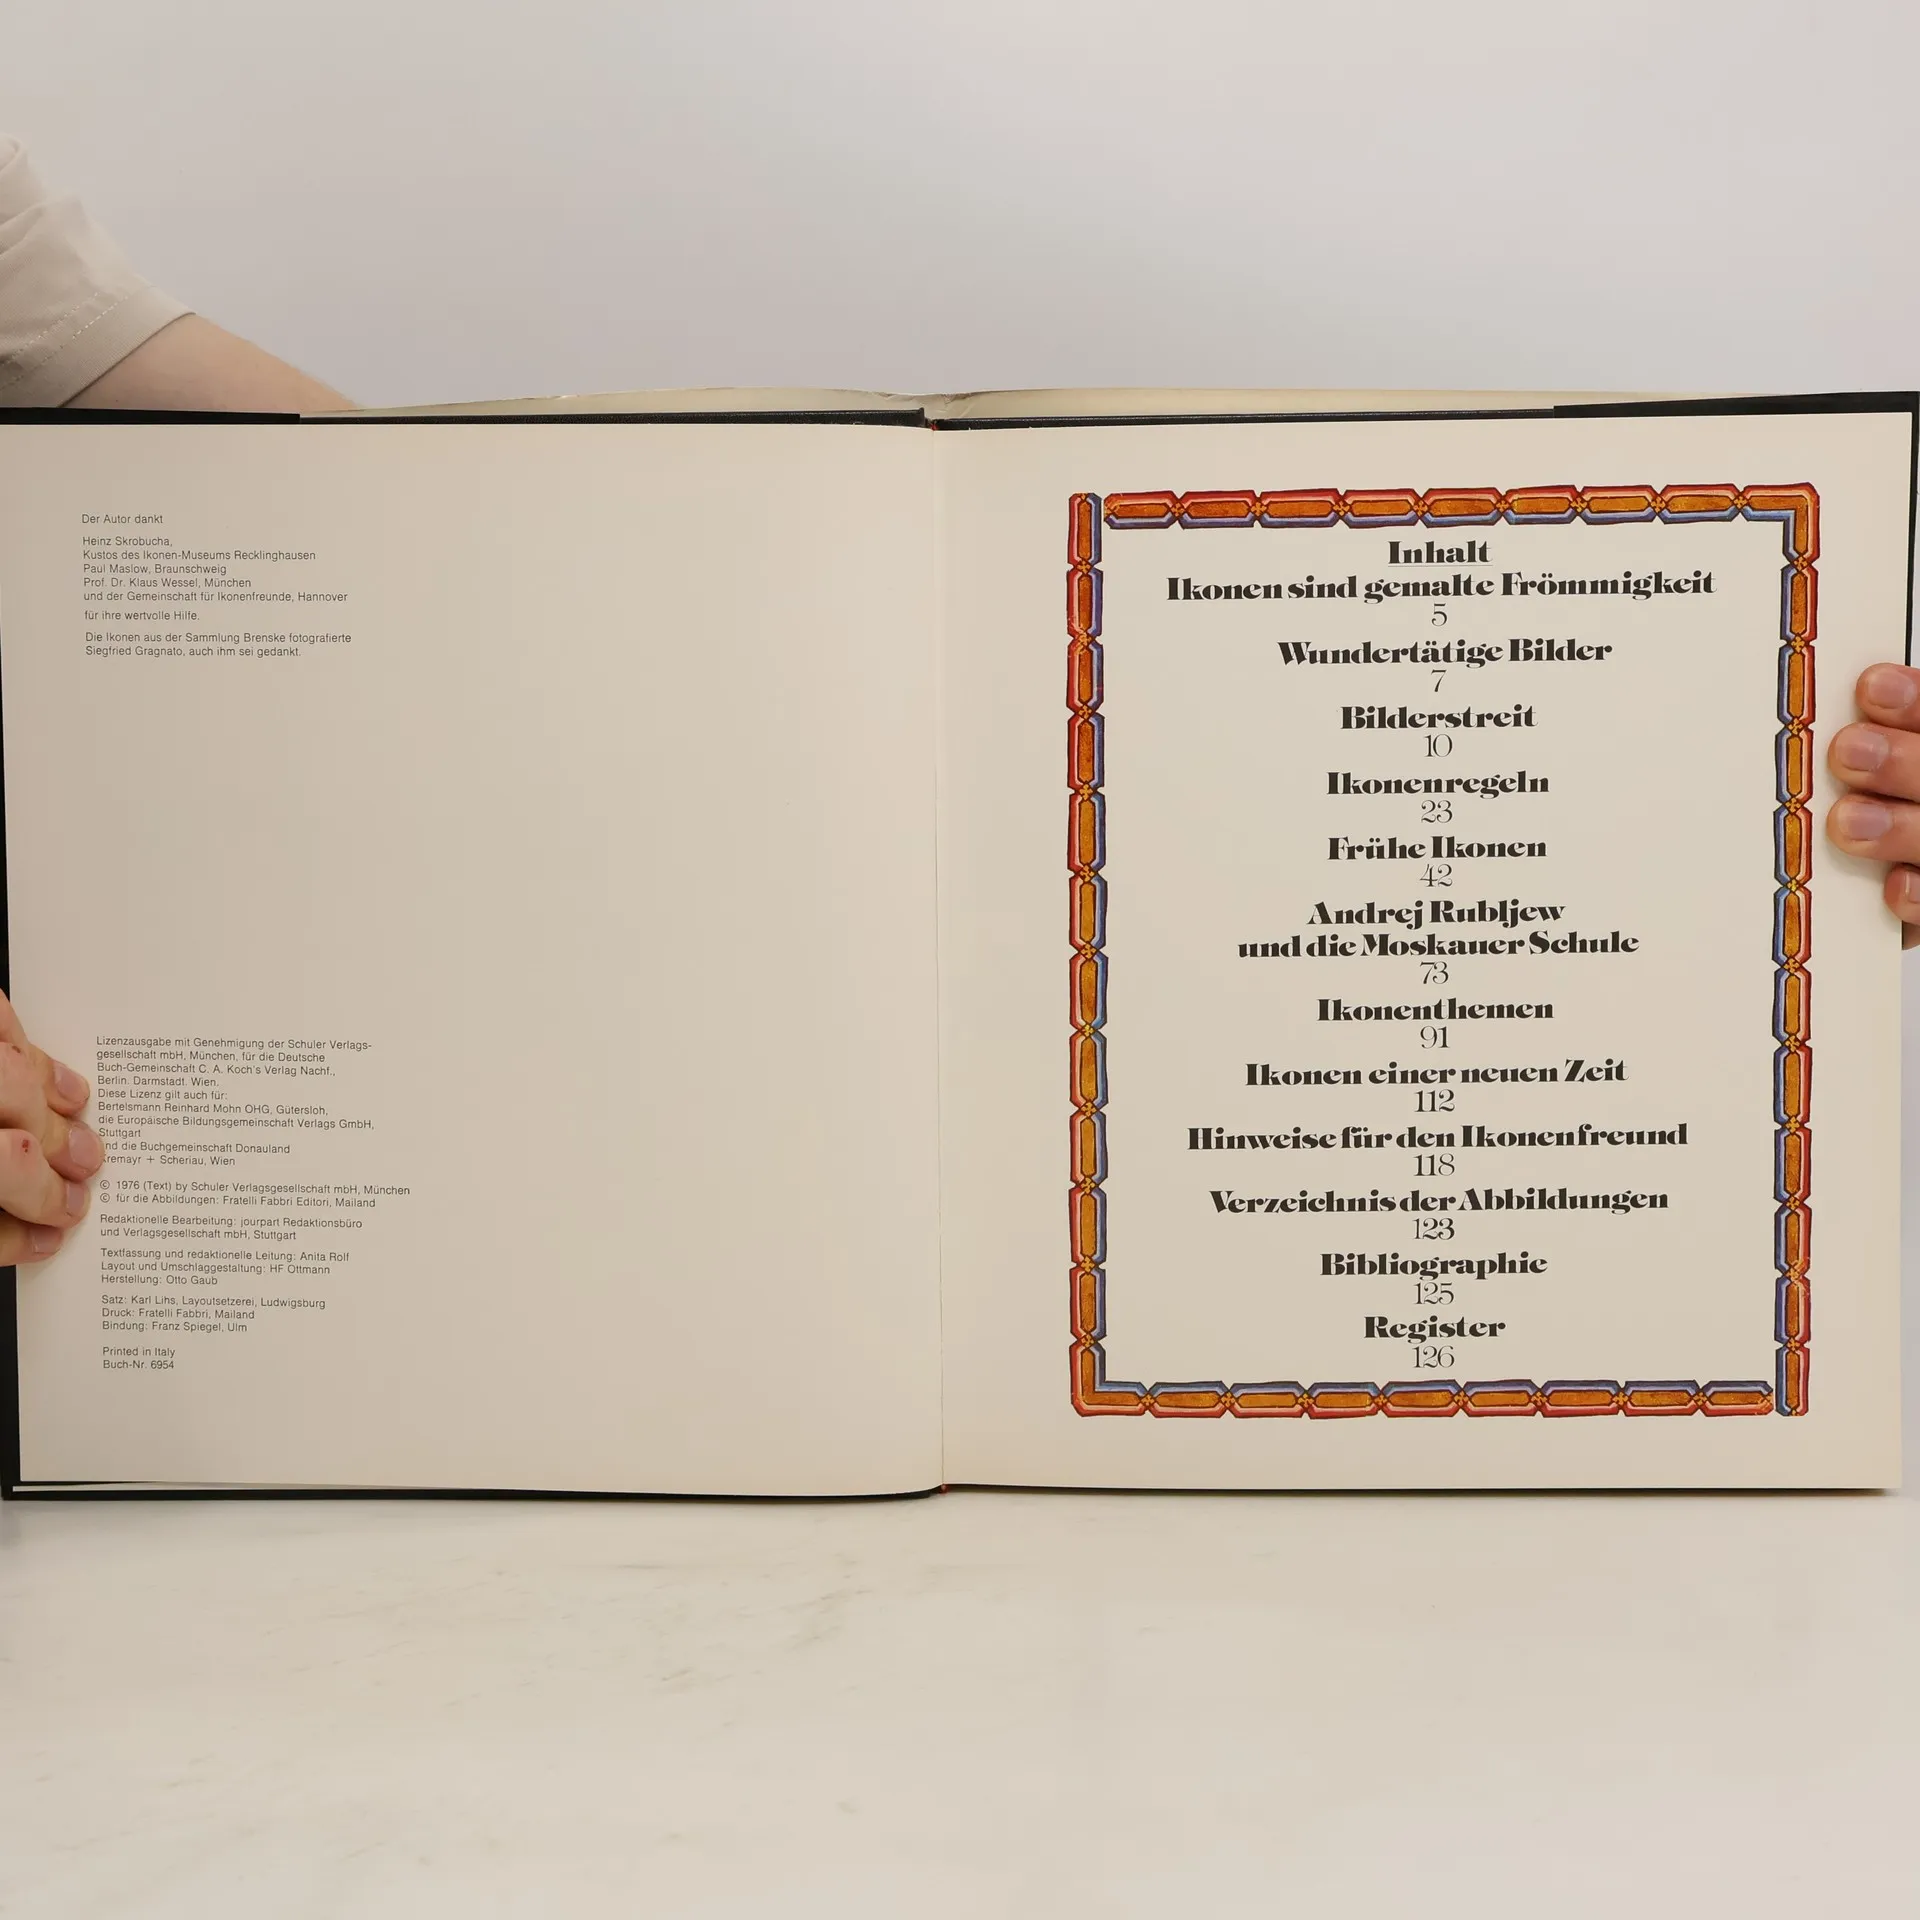 Der Autor dankt
Heinz Skrobucha,
Kustos des Ikonen-Museums Recklinghausen
Paul Maslow, Braunschweig
Prof. Dr. Klaus Wessel, München
und der Gemeinschaft für Ikonenfreunde, Hannover
für ihre wertvolle Hilfe.
Die Ikonen aus der Sammlung Brenske fotografierte
Siegfried Gragnato, auch ihm sei gedankt.
Lizenzausgabe mit Genehmigung der Schuler Verlags-
gesellschaft mbH, München, für die Deutsche
Buch-Gemeinschaft C. A. Koch's Verlag Nachf.,
Berlin. Darmstadt. Wien.
Diese Lizenz gilt auch für:
Bertelsmann Reinhard Mohn OHG, Gütersloh,
die Europäische Bildungsgemeinschaft Verlags GmbH,
Stuttgart
und die Buchgemeinschaft Donauland
Kremayr + Scheriau, Wien
© 1976 (Text) by Schuler Verlagsgesellschaft mbH, München
© für die Abbildungen: Fratelli Fabbri Editori, Mailand
Redaktionelle Bearbeitung: jourpart Redaktionsbüro
und Verlagsgesellschaft mbH, Stuttgart
Textfassung und redaktionelle Leitung: Anita Rolf
Layout und Umschlaggestaltung: HF Ottmann
Herstellung: Otto Gaub
Satz: Karl Lihs, Layoutsetzerei, Ludwigsburg
Druck: Fratelli Fabbri, Mailand
Bindung: Franz Spiegel, Ulm
Printed in Italy
Buch-Nr. 6954
Inhalt
Ikonen sind gemalte Frömmigkeit
5
Wundertätige Bilder
7
Bilderstreit
10
Ikonenregeln
23
Frühe Ikonen
42
Andrej Rubljew
und die Moskauer Schule
73
Ikonenthemen
91
Ikonen einer neuen Zeit
112
Hinweise für den Ikonenfreund
118
Verzeichnis der Abbildungen
123
Bibliographie
125
Register
126